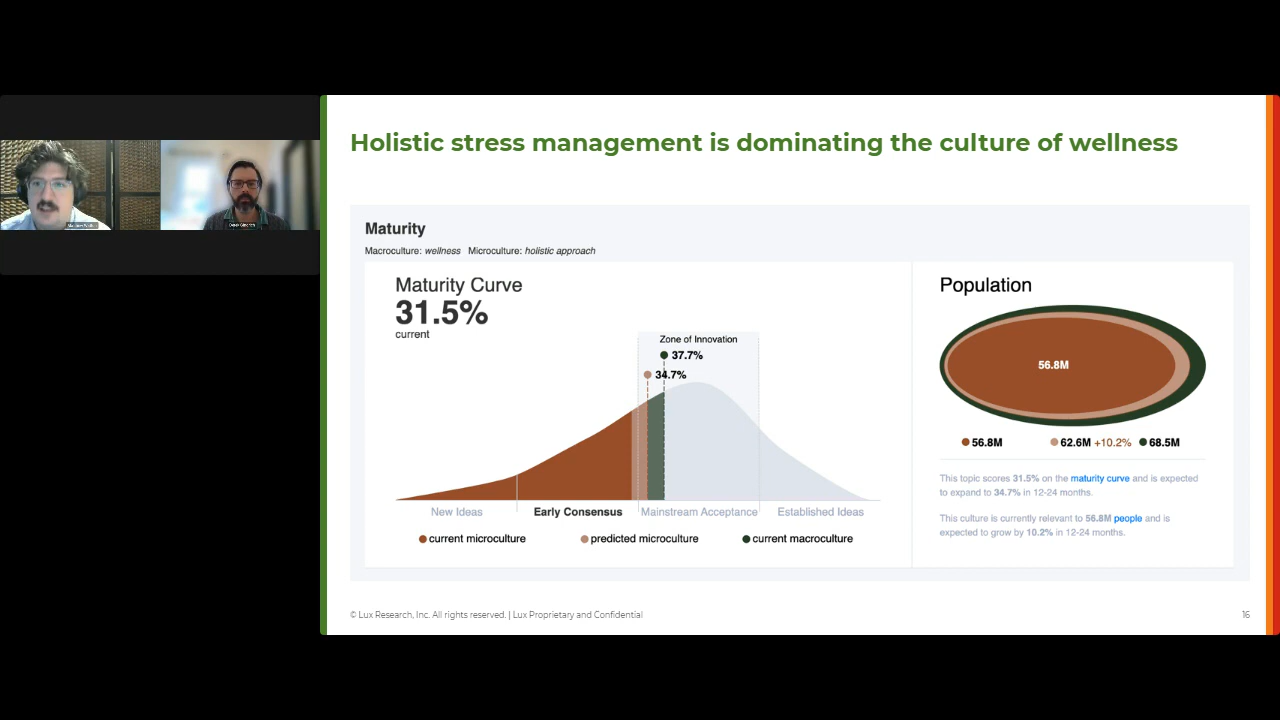 Holistic stress management is dominating the culture of wellness
Maturity
Macroculture: wellness Microculture: holistic approach
Maturity Curve
31.5%
current
Zone of Innovation
37.7%
34.7%
New Ideas
Early Consensus
Mainstream Acceptance
Established Ideas
current microculture
predicted microculture
current macroculture
Population
56.8M
56.8M 62.6M +10.2% 68.5M
This topic scores 31.5% on the maturity curve and is expected
to expand to 34.7% in 12-24 months.
This culture is currently relevant to 56.8M people and is
expected to grow by 10.2% in 12-24 months.
© Lux Research, Inc. All rights reserved. | Lux Proprietary and Confidential
16